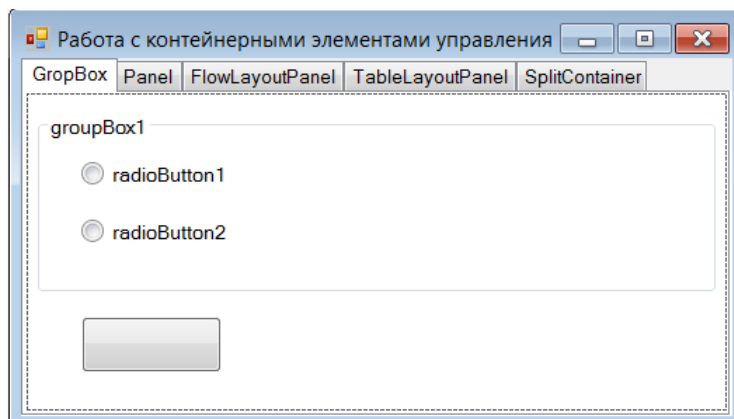 Работа с контейнерными элементами управления
GropBox Panel FlowLayoutPanel TableLayoutPanel SplitContainer
groupBox1
radioButton1
radioButton2